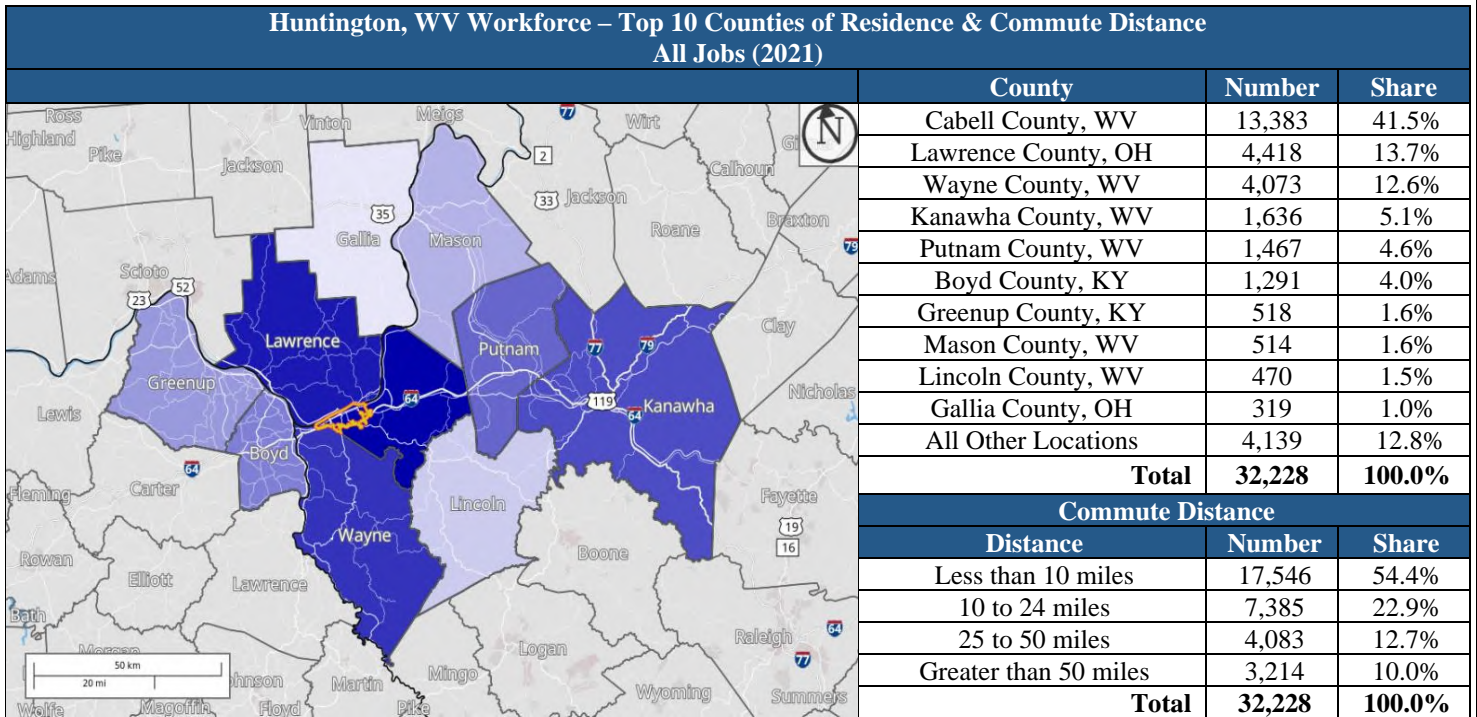 Huntington, WV Workforce – Top 10 Counties of Residence & Commute Distance
All Jobs (2021)
County Number Share
Cabell County, WV 13,383 41.5%
Lawrence County, OH 4,418 13.7%
Wayne County, WV 4,073 12.6%
Kanawha County, WV 1,636 5.1%
Putnam County, WV 1,467 4.6%
Boyd County, KY 1,291 4.0%
Greenup County, KY 518 1.6%
Mason County, WV 514 1.6%
Lincoln County, WV 470 1.5%
Gallia County, OH 319 1.0%
All Other Locations 4,139 12.8%
Total 32,228 100.0%
Commute Distance
Distance Number Share
Less than 10 miles 17,546 54.4%
10 to 24 miles 7,385 22.9%
25 to 50 miles 4,083 12.7%
Greater than 50 miles 3,214 10.0%
Total 32,228 100.0%
Ross
Highland
Pike
Vinton
Meigs
77
Wirt
N
Jackson
2
Calhoun
35
33 Jackson
Gallia
Mason
Roane
Braxton
79
Adams
Scioto
23
52
Lawrence
Putnam
77
79
Clay
Greenup
64
119
Kanawha
64
Nicholas
Lewis
Boyd
64
Carter
Fleming
Lincoln
Fayette
19
16
Wayne
Boone
Rowan
Elliott
Lawrence
Bath
Logan
Raleigh
64
77
Morgan
50 km
20 mi
Johnson
Martin
Mingo
Wyoming
Summers
Wolfe
Magoffin
Floyd
Pike